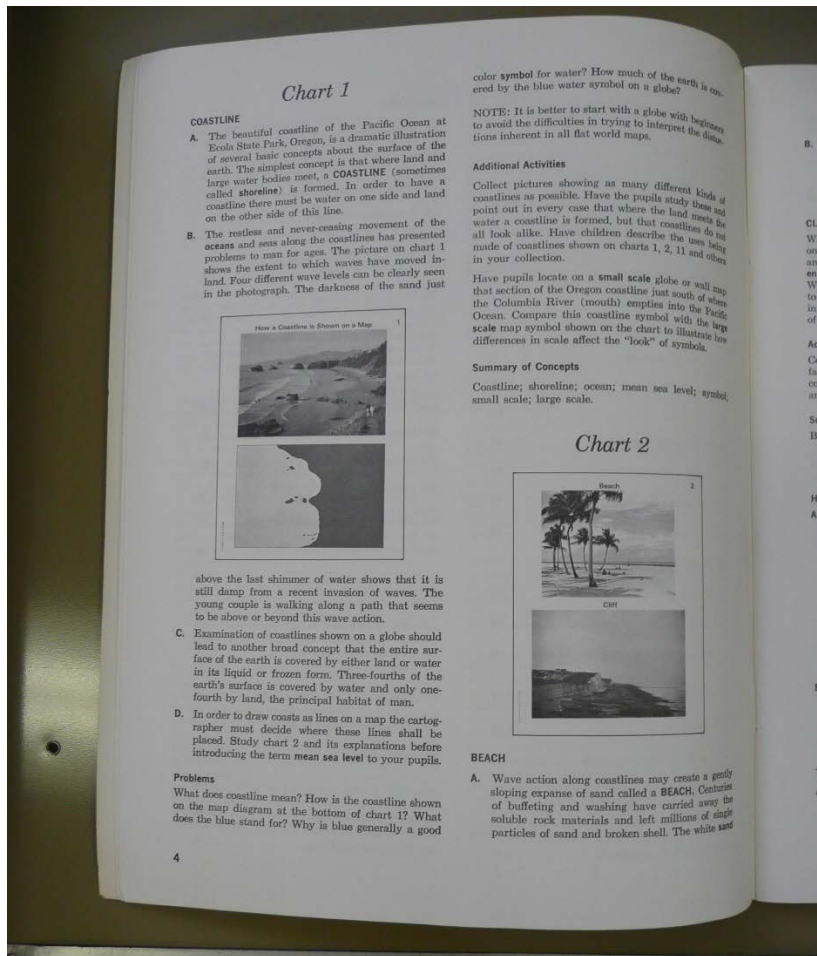 Chart 1
COASTLINE
A. The beautiful coastline of the Pacific Ocean at
Ecola State Park, Oregon, is a dramatic illustration
of several basic concepts about the surface of the
earth. The simplest concept is that where land and
large water bodies meet, a COASTLINE (sometimes
called shoreline) is formed. In order to have a
coastline there must be water on one side and land
on the other side of this line.
B. The restless and never-ceasing movement of the
oceans and seas along the coastlines has presented
problems to man for ages. The picture on chart 1
shows the extent to which waves have moved in-
land. Four different wave levels can be clearly seen
in the photograph. The darkness of the sand just
How a Coastline is Shown on a Map 1
above the last shimmer of water shows that it is
still damp from a recent invasion of waves. The
young couple is walking along a path that seems
to be above or beyond this wave action.
C. Examination of coastlines shown on a globe should
lead to another broad concept that the entire sur-
face of the earth is covered by either land or water
in its liquid or frozen form. Three-fourths of the
earth's surface is covered by water and only one-
fourth by land, the principal habitat of man.
D. In order to draw coasts as lines on a map the cartog-
rapher must decide where these lines shall be
placed. Study chart 2 and its explanations before
introducing the term mean sea level to your pupils.
Problems
What does coastline mean? How is the coastline shown
on the map diagram at the bottom of chart 1? What
does the blue stand for? Why is blue generally a good
4
color symbol for water? How much of the earth is cov-
ered by the blue water symbol on a globe?
NOTE: It is better to start with a globe with beginners
to avoid the difficulties in trying to interpret the distor-
tions inherent in all flat world maps.
Additional Activities
Collect pictures showing as many different kinds of
coastlines as possible. Have the pupils study these and
point out in every case that where the land meets the
water a coastline is formed, but that coastlines do not
all look alike. Have children describe the uses being
made of coastlines shown on charts 1, 2, 11 and others
in your collection.
Have pupils locate on a small scale globe or wall map
that section of the Oregon coastline just south of where
the Columbia River (mouth) empties into the Pacific
Ocean. Compare this coastline symbol with the large
scale map symbol shown on the chart to illustrate how
differences in scale affect the "look" of symbols.
Summary of Concepts
Coastline; shoreline; ocean; mean sea level; symbol;
small scale; large scale.
Chart 2
Beach 2
Cliff
BEACH
A. Wave action along coastlines may create a gently
sloping expanse of sand called a BEACH. Centuries
of buffeting and washing have carried away the
soluble rock materials and left millions of single
particles of sand and broken shell. The white sand
B.